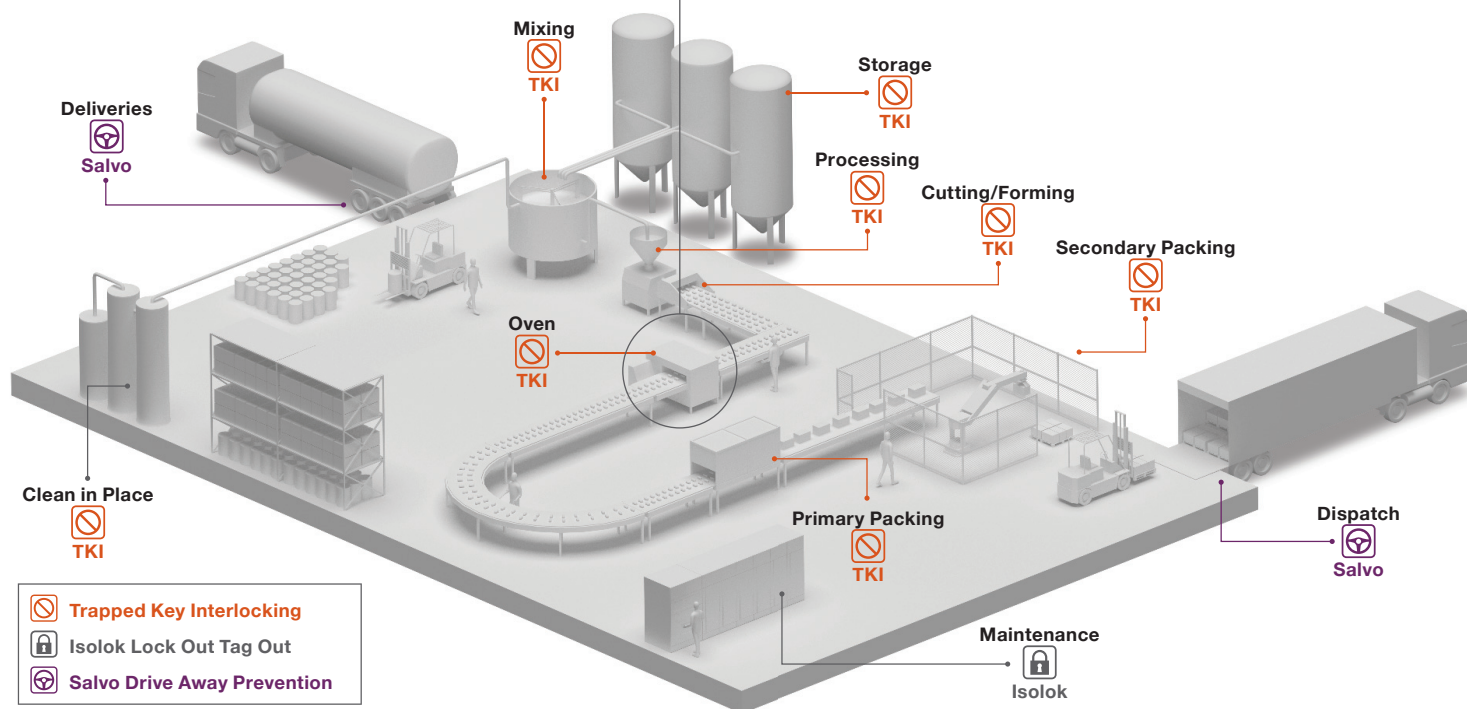 Mixing
TKI
Storage
TKI
Deliveries
Salvo
Processing
TKI
Cutting/Forming
TKI
Secondary Packing
TKI
Oven
TKI
Clean in Place
TKI
Primary Packing
TKI
Dispatch
Salvo
Maintenance
Isolok
Trapped Key Interlocking
Isolok Lock Out Tag Out
Salvo Drive Away Prevention